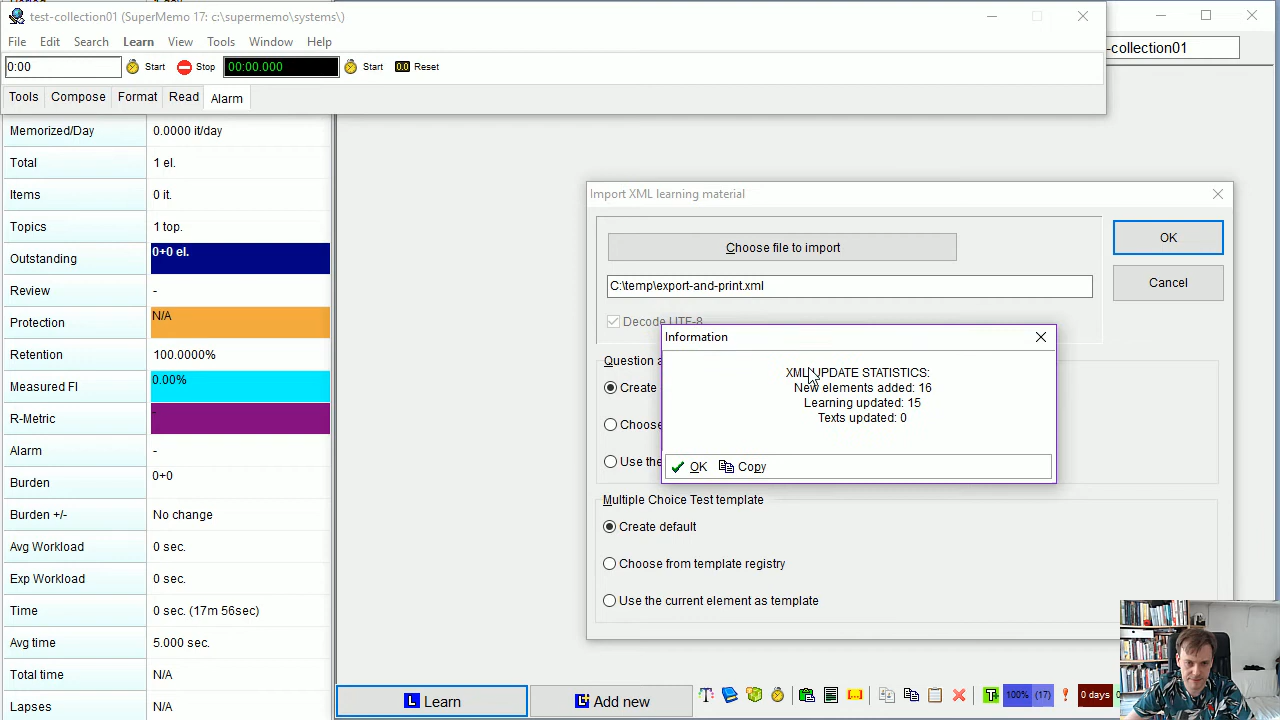 test-collection01 (SuperMemo 17: c:\supermemo\systems\)
File Edit Search Learn View Tools Window Help
-collection01
0:00 Start Stop 00:00.000 Start 0.0 Reset
Tools Compose Format Read Alarm
Memorized/Day 0.0000 it/day
Total 1 el.
Items 0 it.
Topics 1 top.
Outstanding 0+0 el.
Review -
Protection N/A
Retention 100.0000%
Measured FI 0.00%
R-Metric -
Alarm -
Burden 0+0
Burden +/- No change
Avg Workload 0 sec.
Exp Workload 0 sec.
Time 0 sec. (17m 56sec)
Avg time 5.000 sec.
Total time N/A
Lapses N/A
Import XML learning material
Choose file to import
OK
C:\temp\export-and-print.xml
Cancel
Decode UTF-8
Question a
Create
Choose
Use the
Information
XML UPDATE STATISTICS:
New elements added: 16
Learning updated: 15
Texts updated: 0
OK Copy
Multiple Choice Test template
Create default
Choose from template registry
Use the current element as template
L Learn Add new 100% (17) 0 days